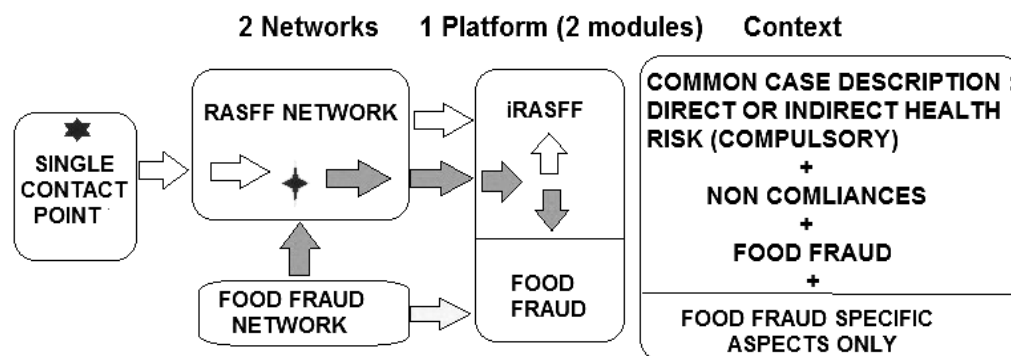 2 Networks 1 Platform (2 modules) Context
SINGLE
CONTACT
POINT
RASFF NETWORK
FOOD FRAUD
NETWORK
iRASFF
FOOD
FRAUD
COMMON CASE DESCRIPTION :
DIRECT OR INDIRECT HEALTH
RISK (COMPULSORY)
+
NON COMLIANCES
+
FOOD FRAUD
+
FOOD FRAUD SPECIFIC
ASPECTS ONLY